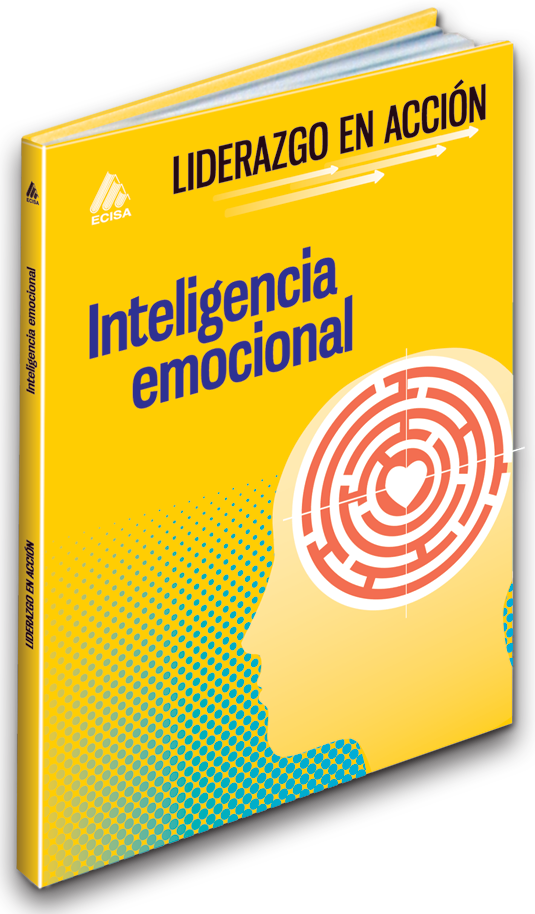 LIDERAZGO EN ACCIÓN
ECISA
Inteligencia
emocional
ECISA
Inteligencia emocional
LIDERAZGO EN ACCIÓN